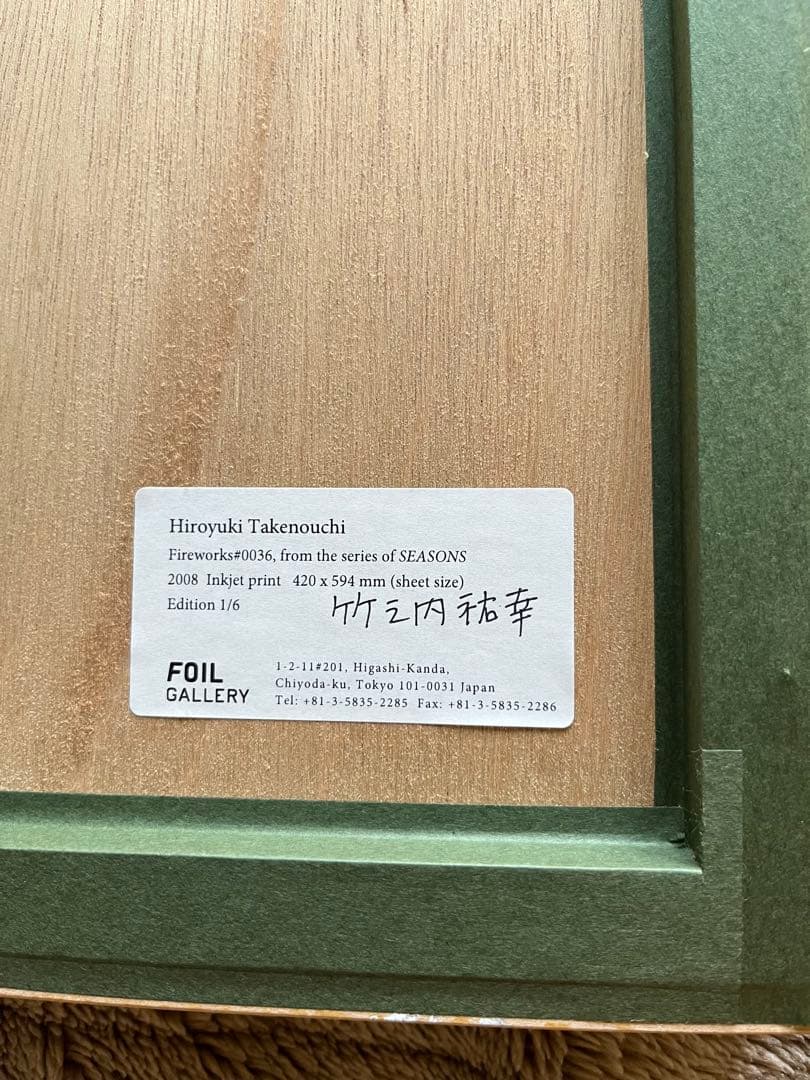 Hiroyuki Takenouchi
Fireworks#0036, from the series of SEASONS
2008 Inkjet print 420 x 594 mm (sheet size)
Edition 1/6
竹之内祐幸
FOIL
GALLERY
1-2-11#201, Higashi-Kanda,
Chiyoda-ku, Tokyo 101-0031 Japan
Tel: +81-3-5835-2285 Fax: +81-3-5835-2286